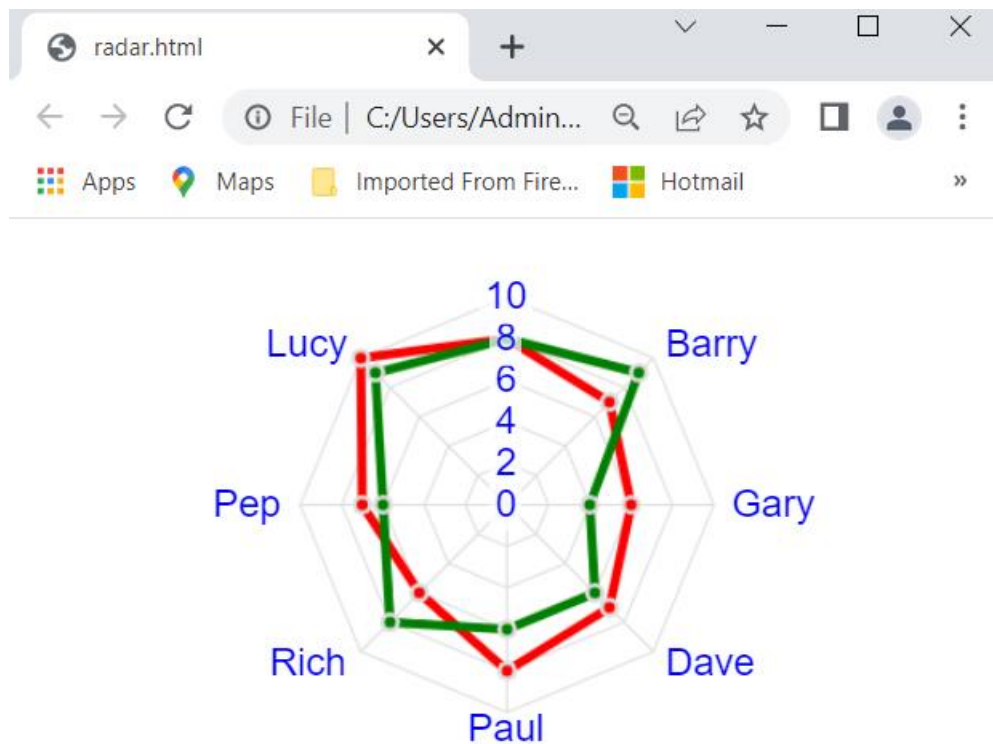 radar.html
File | C:/Users/Admin...
Apps Maps Imported From Fire... Hotmail »
10
Lucy 8 Barry
6
4
2
Pep 0 Gary
Rich Dave
Paul